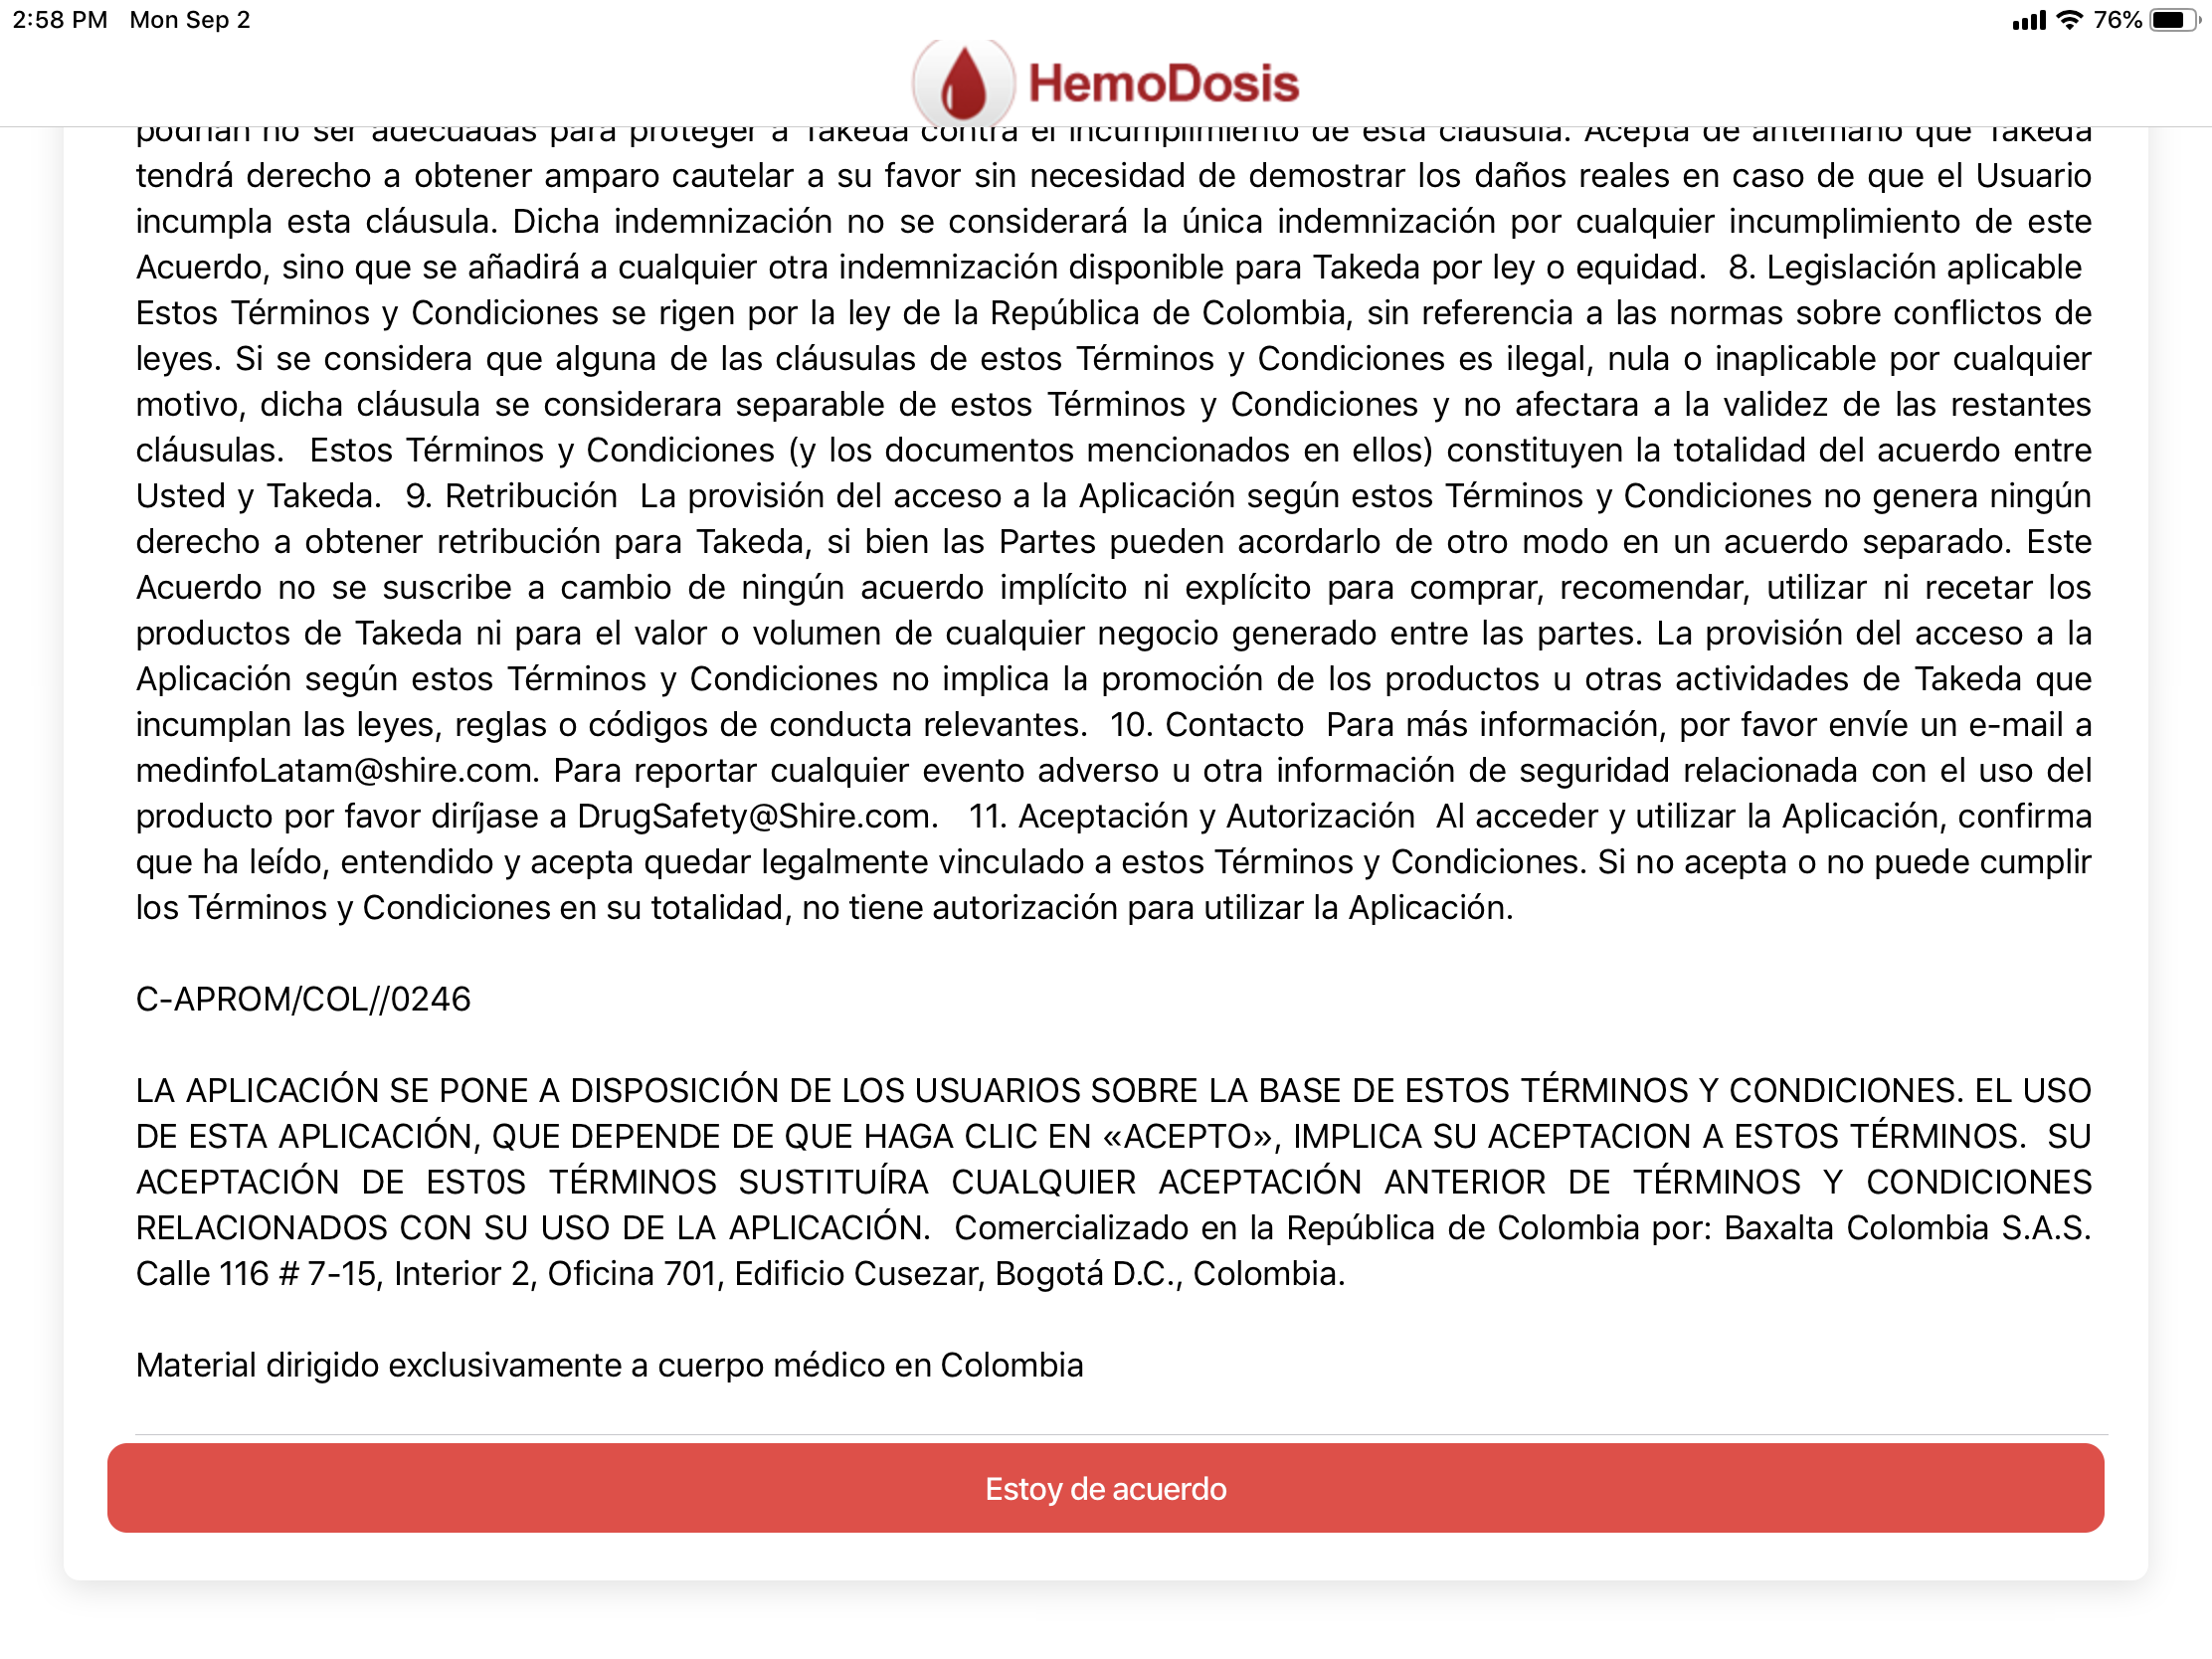 2:58 PM Mon Sep 2 76%
HemoDosis
podrían no ser adecuadas para proteger a Takeda contra el incumplimiento de esta cláusula. Acepta de antemano que Takeda
tendrá derecho a obtener amparo cautelar a su favor sin necesidad de demostrar los daños reales en caso de que el Usuario
incumpla esta cláusula. Dicha indemnización no se considerará la única indemnización por cualquier incumplimiento de este
Acuerdo, sino que se añadirá a cualquier otra indemnización disponible para Takeda por ley o equidad. 8. Legislación aplicable
Estos Términos y Condiciones se rigen por la ley de la República de Colombia, sin referencia a las normas sobre conflictos de
leyes. Si se considera que alguna de las cláusulas de estos Términos y Condiciones es ilegal, nula o inaplicable por cualquier
motivo, dicha cláusula se considerara separable de estos Términos y Condiciones y no afectara a la validez de las restantes
cláusulas. Estos Términos y Condiciones (y los documentos mencionados en ellos) constituyen la totalidad del acuerdo entre
Usted y Takeda. 9. Retribución La provisión del acceso a la Aplicación según estos Términos y Condiciones no genera ningún
derecho a obtener retribución para Takeda, si bien las Partes pueden acordarlo de otro modo en un acuerdo separado. Este
Acuerdo no se suscribe a cambio de ningún acuerdo implícito ni explícito para comprar, recomendar, utilizar ni recetar los
productos de Takeda ni para el valor o volumen de cualquier negocio generado entre las partes. La provisión del acceso a la
Aplicación según estos Términos y Condiciones no implica la promoción de los productos u otras actividades de Takeda que
incumplan las leyes, reglas o códigos de conducta relevantes. 10. Contacto Para más información, por favor envíe un e-mail a
medinfoLatam@shire.com. Para reportar cualquier evento adverso u otra información de seguridad relacionada con el uso del
producto por favor diríjase a DrugSafety@Shire.com. 11. Aceptación y Autorización Al acceder y utilizar la Aplicación, confirma
que ha leído, entendido y acepta quedar legalmente vinculado a estos Términos y Condiciones. Si no acepta o no puede cumplir
los Términos y Condiciones en su totalidad, no tiene autorización para utilizar la Aplicación.
C-APROM/COL//0246
LA APLICACIÓN SE PONE A DISPOSICIÓN DE LOS USUARIOS SOBRE LA BASE DE ESTOS TÉRMINOS Y CONDICIONES. EL USO
DE ESTA APLICACIÓN, QUE DEPENDE DE QUE HAGA CLIC EN «ACEPTO», IMPLICA SU ACEPTACION A ESTOS TÉRMINOS. SU
ACEPTACIÓN DE EST0S TÉRMINOS SUSTITUÍRA CUALQUIER ACEPTACIÓN ANTERIOR DE TÉRMINOS Y CONDICIONES
RELACIONADOS CON SU USO DE LA APLICACIÓN. Comercializado en la República de Colombia por: Baxalta Colombia S.A.S.
Calle 116 # 7-15, Interior 2, Oficina 701, Edificio Cusezar, Bogotá D.C., Colombia.
Material dirigido exclusivamente a cuerpo médico en Colombia
Estoy de acuerdo